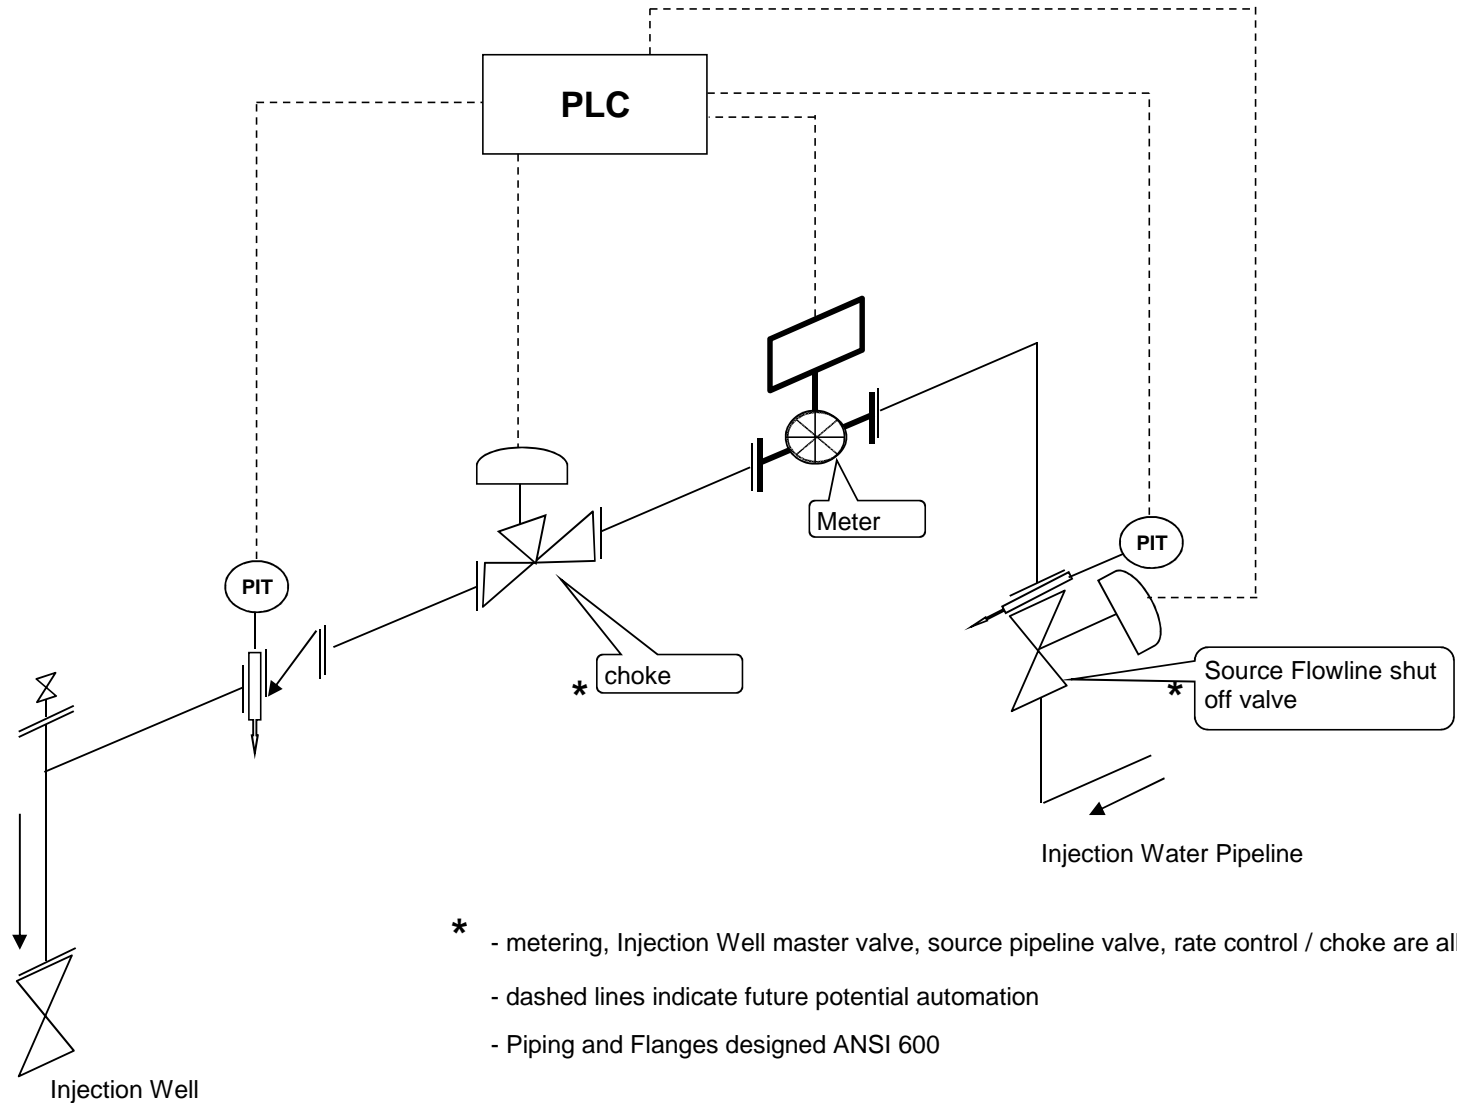 PLC
PIT
Meter
PIT
choke
*
Source Flowline shut
off valve
*
Injection Water Pipeline
*
- metering, Injection Well master valve, source pipeline valve, rate control / choke are all
- dashed lines indicate future potential automation
- Piping and Flanges designed ANSI 600
Injection Well